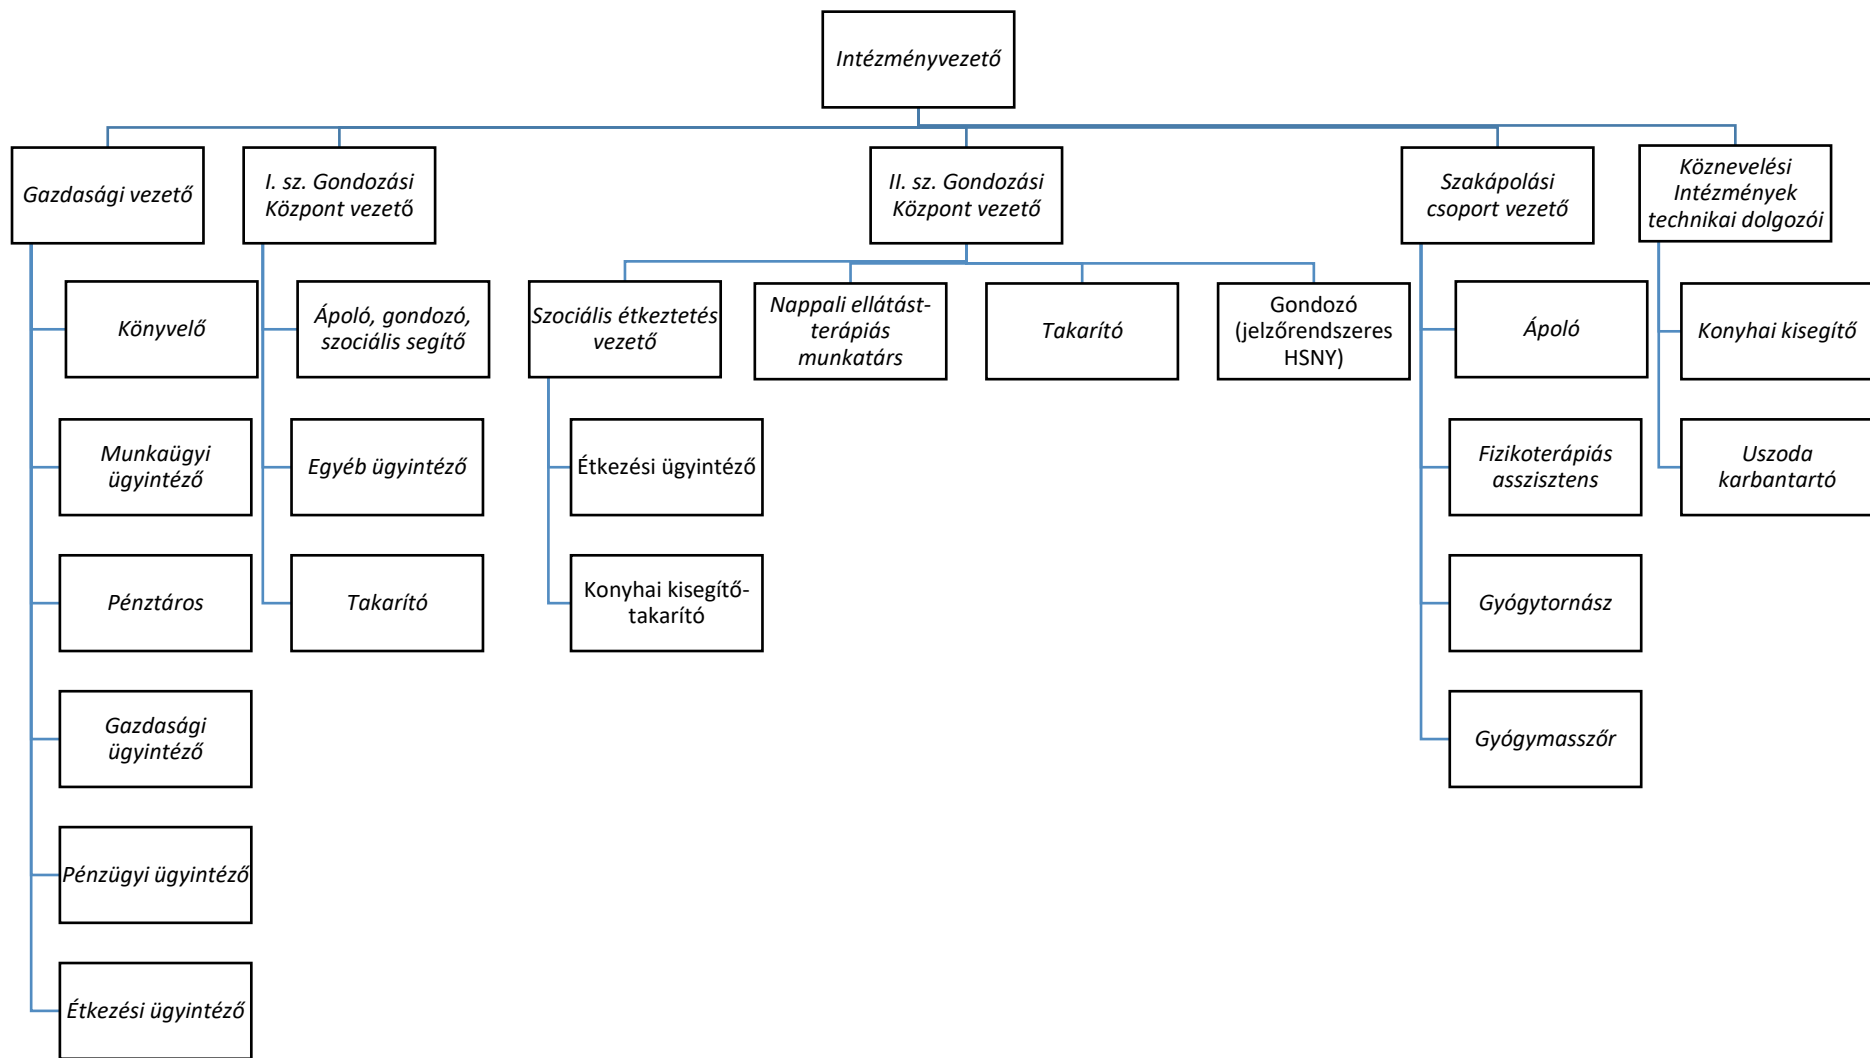 Intézményvezető
Gazdasági vezető
I. sz. Gondozási
Központ vezető
II. sz. Gondozási
Központ vezető
Szakápolási
csoport vezető
Köznevelési
Intézmények
technikai dolgozói
Könyvelő
Ápoló, gondozó,
szociális segítő
Szociális étkeztetés
vezető
Nappali ellátást-
terápiás
munkatárs
Takarító
Gondozó
(jelzőrendszeres
HSNY)
Ápoló
Konyhai kisegítő
Munkaügyi
ügyintéző
Egyéb ügyintéző
Étkezési ügyintéző
Fizikoterápiás
asszisztens
Uszoda
karbantartó
Pénztáros
Takarító
Konyhai kisegítő-
takarító
Gyógytornász
Gazdasági
ügyintéző
Gyógymasszőr
Pénzügyi ügyintéző
Étkezési ügyintéző